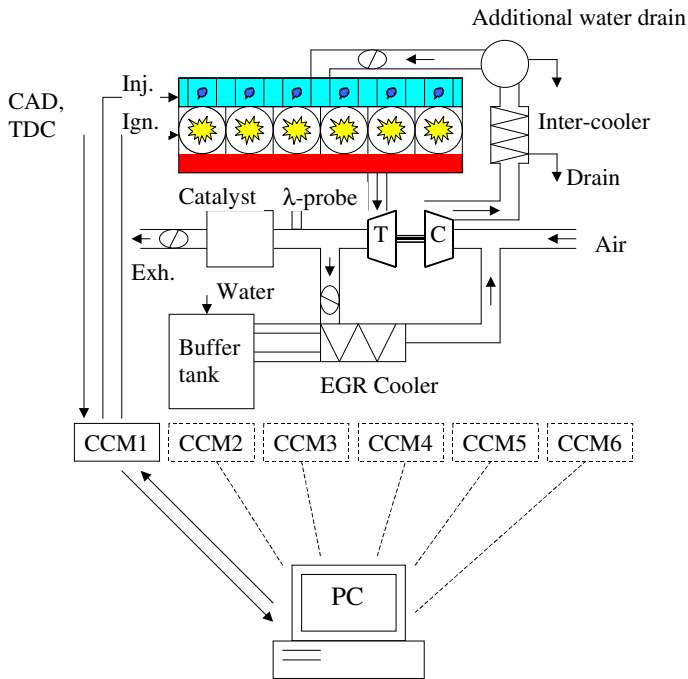 Additional water drain
Inj.
CAD,
TDC
Ign.
Inter-cooler
Drain
Catalyst λ-probe
T C
Air
Exh.
Water
Buffer
tank
EGR Cooler
CCM1 CCM2 CCM3 CCM4 CCM5 CCM6
PC